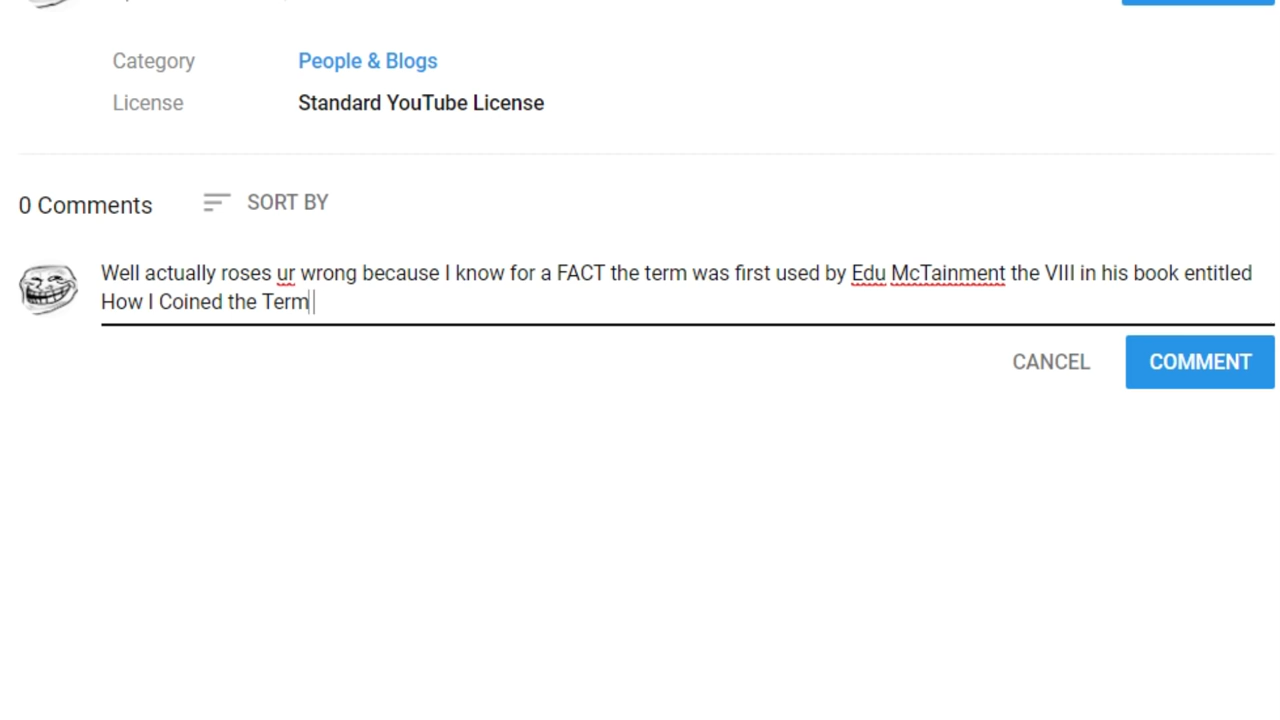 Category People & Blogs
License Standard YouTube License
0 Comments SORT BY
Well actually roses ur wrong because I know for a FACT the term was first used by Edu McTainment the VIII in his book entitled
How I Coined the Term
CANCEL COMMENT